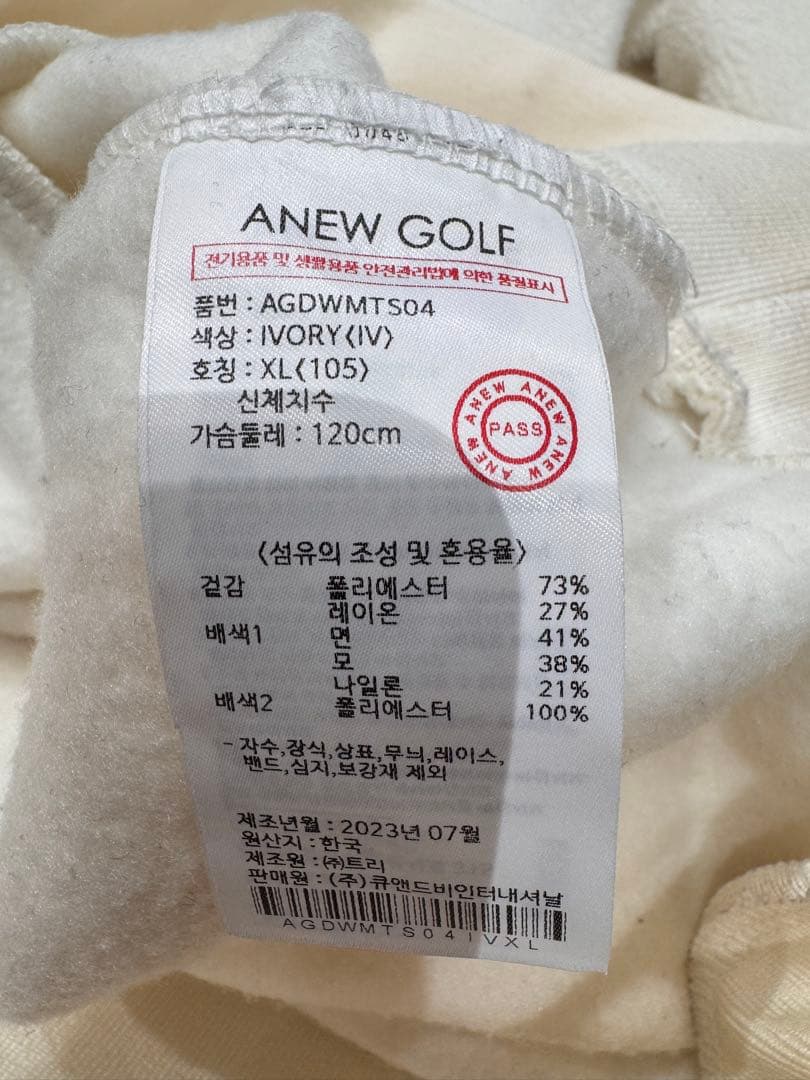 ANEW GOLF
전기용품 및 생활용품 안전관리법에 의한 품질표시
품번 : AGDWMTS04
색상 : IVORY(IV)
호칭 : XL(105)
신체치수
가슴둘레 : 120cm
ANEW ANEW ANEW ANEW
PASS
<섬유의 조성 및 혼용율>
겉감 폴리에스터 73%
레이온 27%
배색1 면 41%
모 38%
나일론 21%
배색2 폴리에스터 100%
- 자수,장식,상표,무늬,레이스,
밴드,심지,보강재 제외
제조년월 : 2023년 07월
원산지 : 한국
제조원 : ㈜트리
판매원 : (주)큐앤드비인터내셔날
AGDWMTS04IVXL